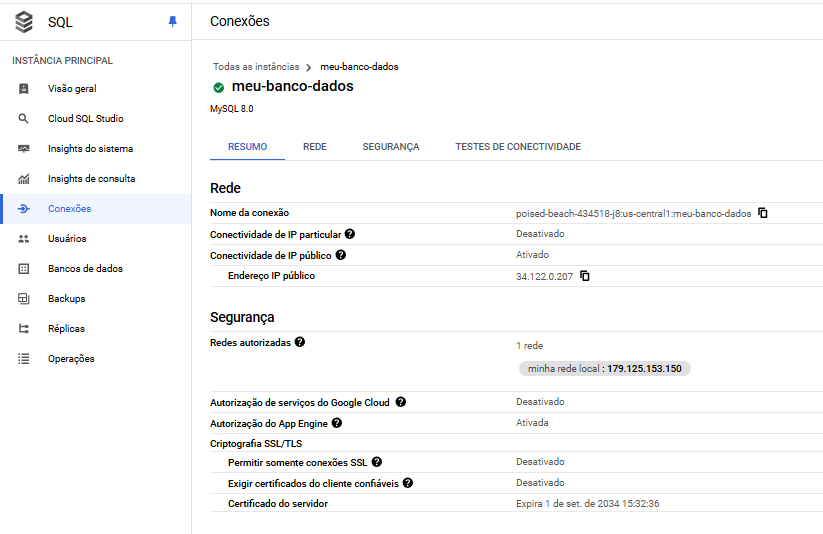 SQL
Conexões
INSTÂNCIA PRINCIPAL
Visão geral
Cloud SQL Studio
Insights do sistema
Insights de consulta
Conexões
Usuários
Bancos de dados
Backups
Réplicas
Operações
Todas as instâncias > meu-banco-dados
meu-banco-dados
MySQL 8.0
RESUMO REDE SEGURANÇA TESTES DE CONECTIVIDADE
Rede
Nome da conexão poised-beach-434518-j8:us-central1:meu-banco-dados
Conectividade de IP particular ? Desativado
Conectividade de IP público ? Ativado
Endereço IP público 34.122.0.207
Segurança
Redes autorizadas ? 1 rede
minha rede local : 179.125.153.150
Autorização de serviços do Google Cloud ? Desativado
Autorização do App Engine ? Ativada
Criptografia SSL/TLS
Permitir somente conexões SSL ? Desativado
Exigir certificados do cliente confiáveis ? Desativado
Certificado do servidor Expira 1 de set. de 2034 15:32:36